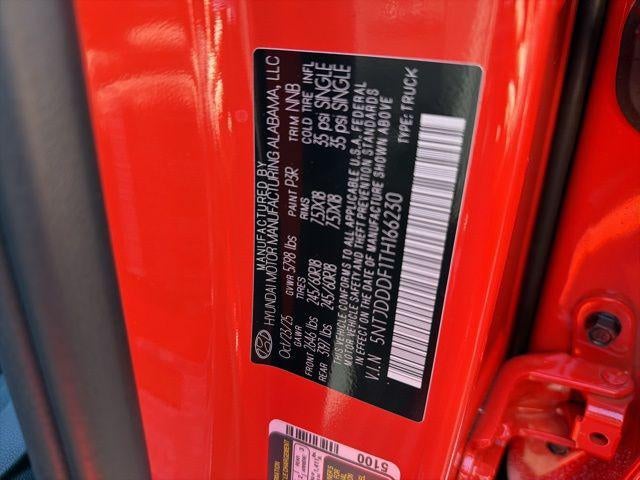 MANUFACTURED BY
HYUNDAI MOTOR MANUFACTURING ALABAMA, LLC
Oct/23/25 GVWR 5798 lbs PAINT P3R TRIM NNB
GAWR TIRES RIMS COLD TIRE INFL
FRONT 2646 lbs 245/60R18 7.5JX18 35 psi SINGLE
REAR 3197 lbs 245/60R18 7.5JX18 35 psi SINGLE
THIS VEHICLE CONFORMS TO ALL APPLICABLE U.S.A. FEDERAL
MOTOR VEHICLE SAFETY AND THEFT PREVENTION STANDARDS
IN EFFECT ON THE DATE OF MANUFACTURE SHOWN ABOVE
V.I.N 5NTJDDDF1TH166230 TYPE:TRUCK
5100